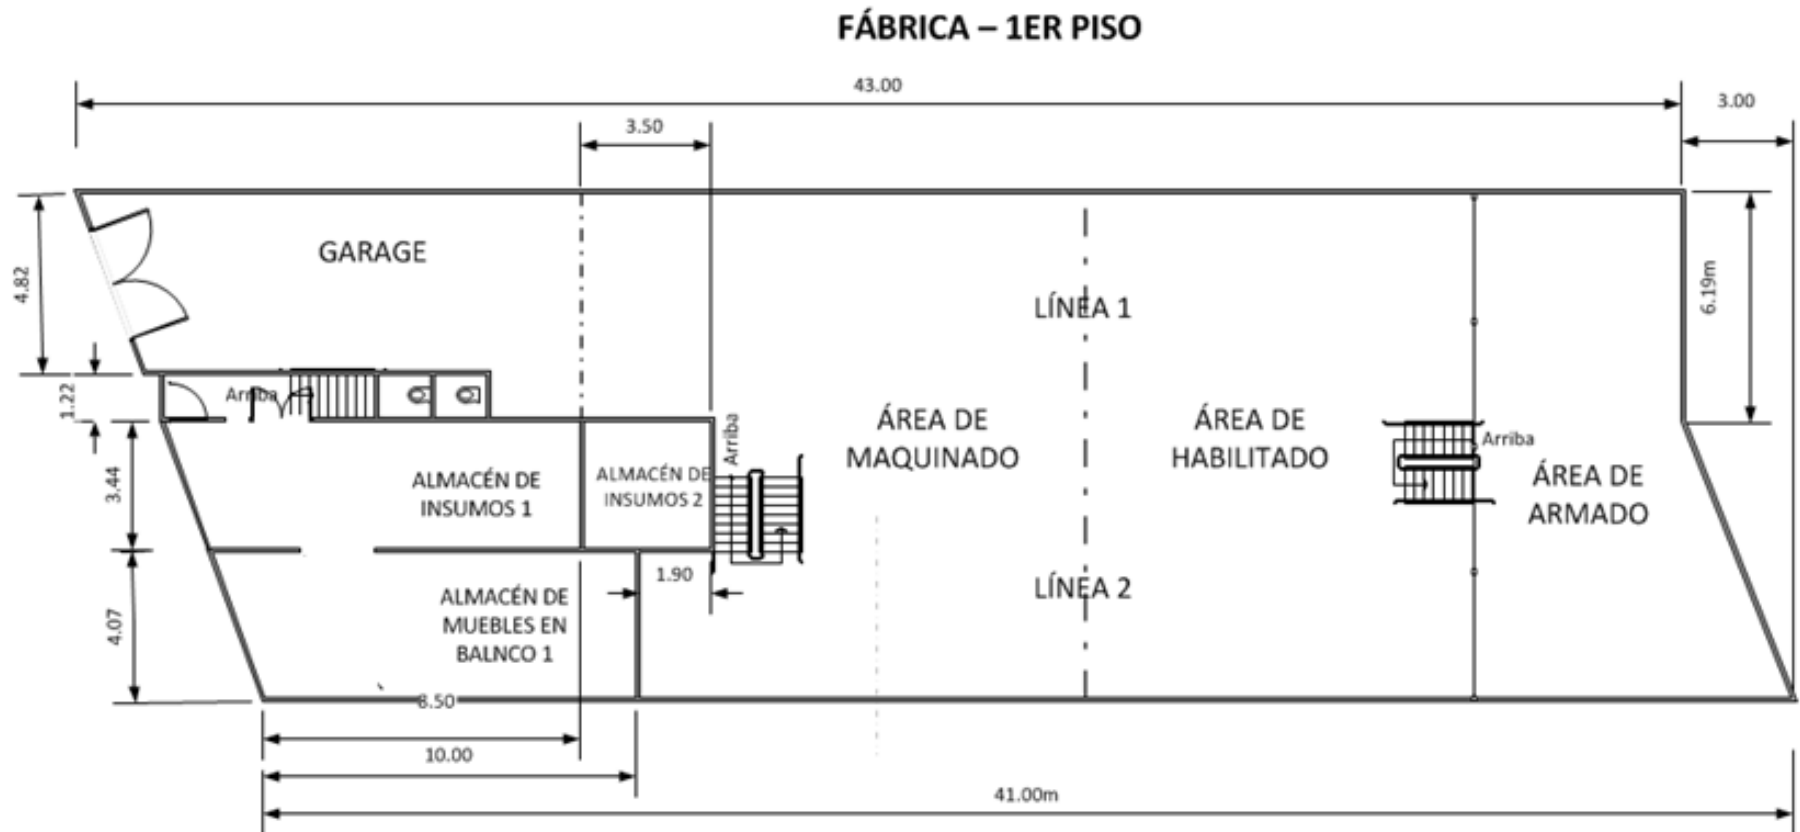 FÁBRICA – 1ER PISO
43.00
3.00
3.50
GARAGE
4.82
6.19m
LÍNEA 1
1.22
Arriba
ÁREA DE
MAQUINADO
ÁREA DE
HABILITADO
Arriba
Arriba
3.44
ALMACÉN DE
INSUMOS 1
ALMACÉN DE
INSUMOS 2
ÁREA DE
ARMADO
1.90
LÍNEA 2
4.07
ALMACÉN DE
MUEBLES EN
BALNCO 1
8.50
10.00
41.00m